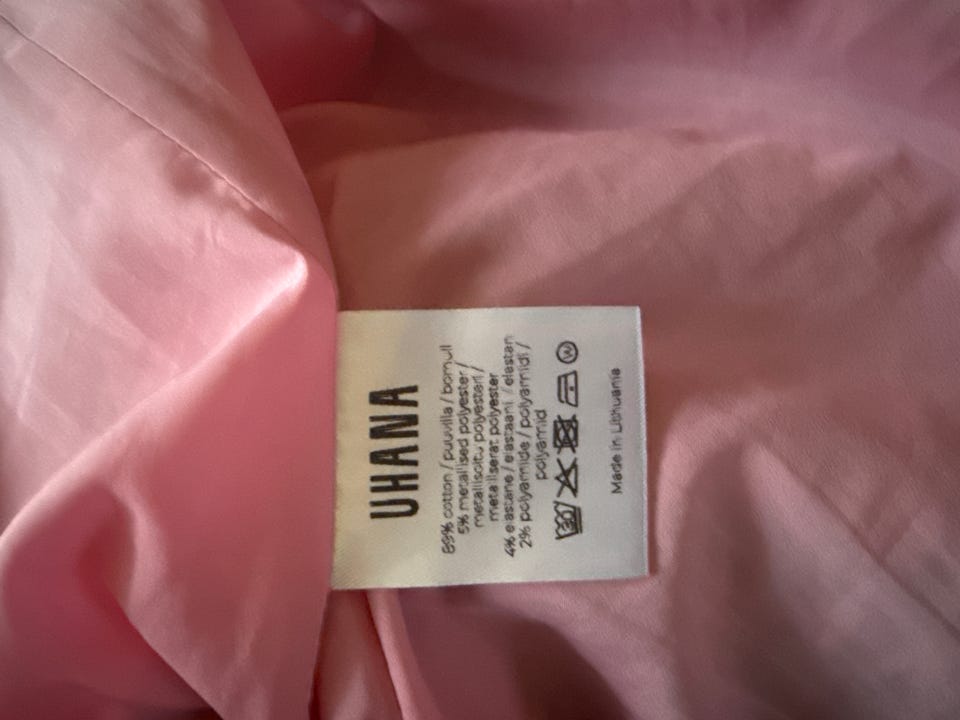 UHANA
89% cotton / puuvilla / bomull
5% metallised polyester /
metallisoitu polyesteri /
metalliserat polyester
4% elastane / elastaani / elastan
2% polyamide / polyamidi /
polyamid
30
W
Made in Lithuania